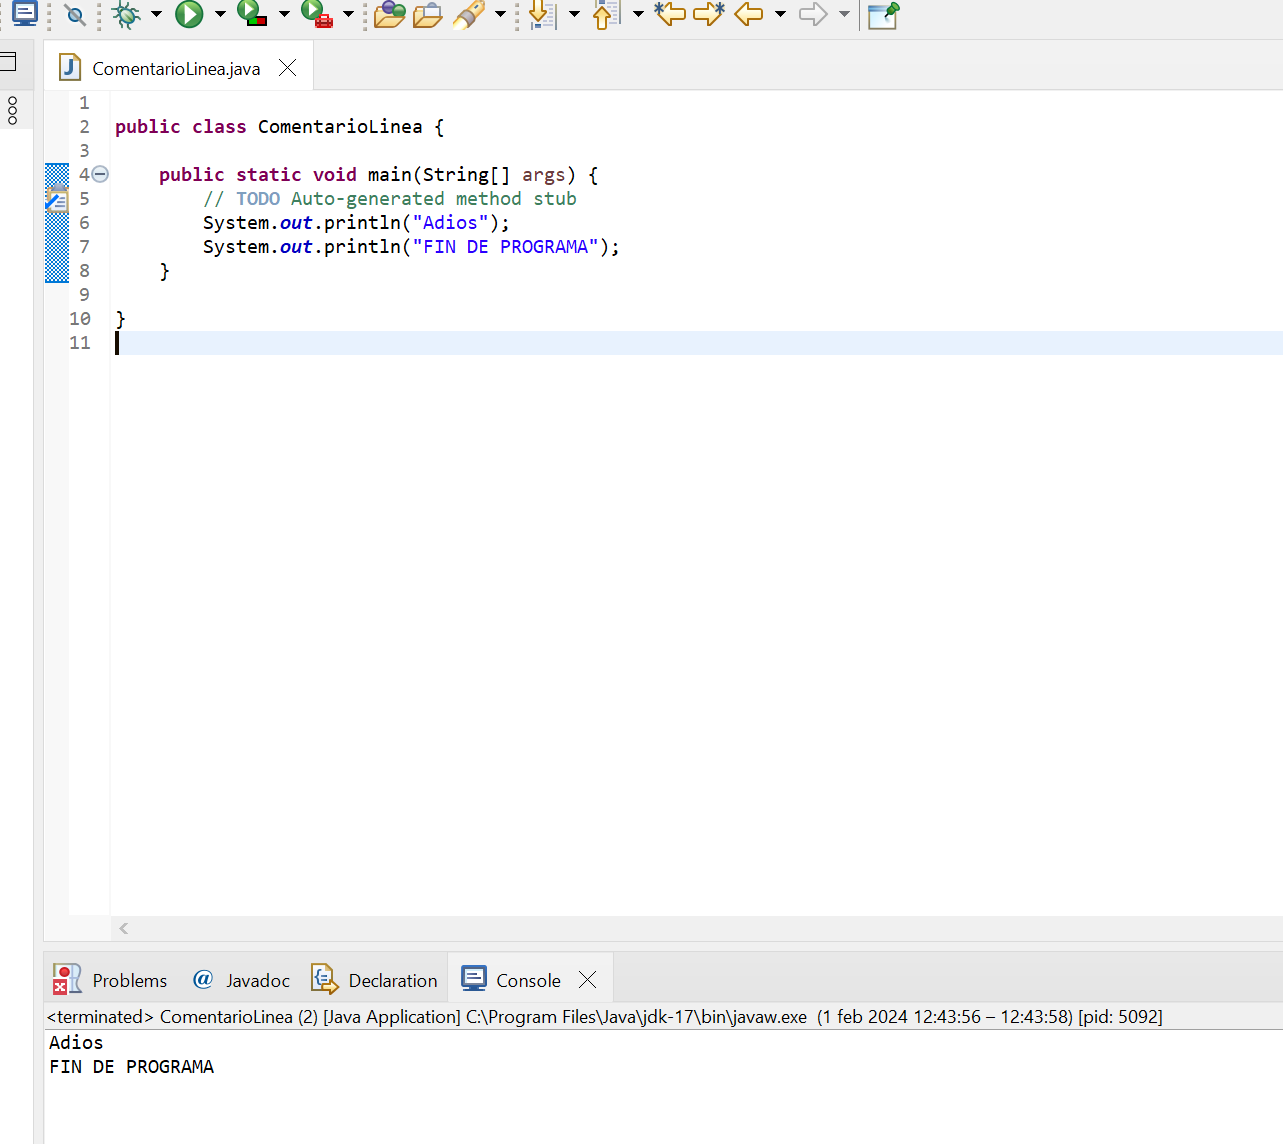 ComentarioLinea.java
1
2 public class ComentarioLinea {
3
4 public static void main(String[] args) {
5 // TODO Auto-generated method stub
6 System.out.println("Adios");
7 System.out.println("FIN DE PROGRAMA");
8 }
9
10 }
11
Problems @ Javadoc Declaration Console
<terminated> ComentarioLinea (2) [Java Application] C:\Program Files\Java\jdk-17\bin\javaw.exe (1 feb 2024 12:43:56 – 12:43:58) [pid: 5092]
Adios
FIN DE PROGRAMA